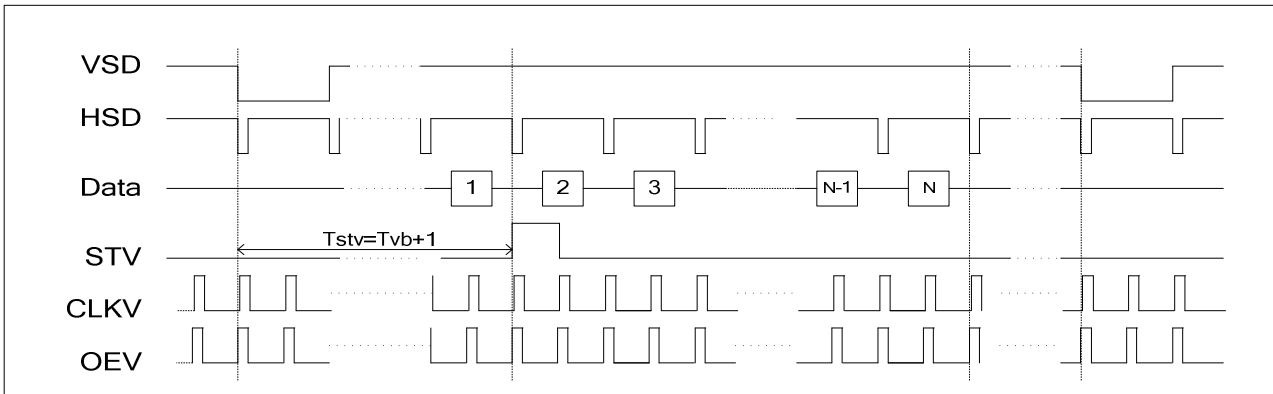 VSD
HSD
Data
1
2
3
N-1
N
Tstv=Tvb+1
STV
CLKV
OEV